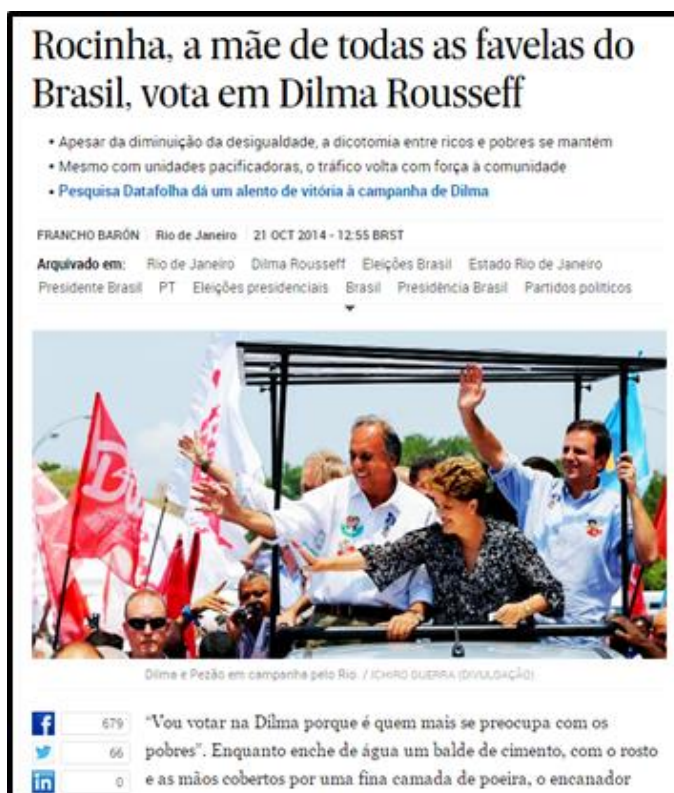 Rocinha, a mãe de todas as favelas do
Brasil, vota em Dilma Rousseff
• Apesar da diminuição da desigualdade, a dicotomia entre ricos e pobres se mantém
• Mesmo com unidades pacificadoras, o tráfico volta com força à comunidade
• Pesquisa Datafolha dá um alento de vitória à campanha de Dilma
FRANCHO BARÓN Rio de Janeiro 21 OCT 2014 - 12:55 BRST
Arquivado em: Rio de Janeiro Dilma Rousseff Eleições Brasil Estado Rio de Janeiro
Presidente Brasil PT Eleições presidenciais Brasil Presidência Brasil Partidos políticos
Dilma e Pezão em campanha pelo Rio. / ICHIRO GUERRA (DIVULGAÇÃO)
679
66
in 0
“Vou votar na Dilma porque é quem mais se preocupa com os
pobres”. Enquanto enche de água um balde de cimento, com o rosto
e as mãos cobertos por uma fina camada de poeira, o encanador